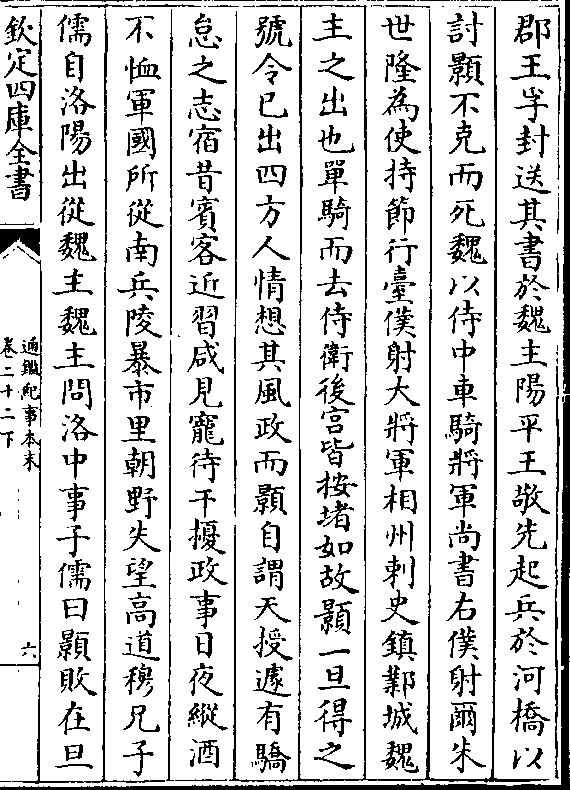 郡王孚封送其書於魏主陽平王敬先起兵於河橋以
討顥不克而死魏以侍中車騎將軍尚書右僕射爾朱
世隆為使持節行臺僕射大將軍相州刺史鎮鄴城魏
主之出也單騎而去侍衛後宫皆按堵如故顥一旦得之
號令已出四方人情想其風政而顥自謂天授遽有驕
怠之志宿昔賓客近習咸見寵待干擾政事日夜縱酒
不恤軍國所從南兵陵暴市里朝野失望高道穆兄子
儒自洛陽出從魏主魏主問洛中事子儒曰顥敗在旦
欽定四庫全書
通鑑紀事本末
卷二十二下
六